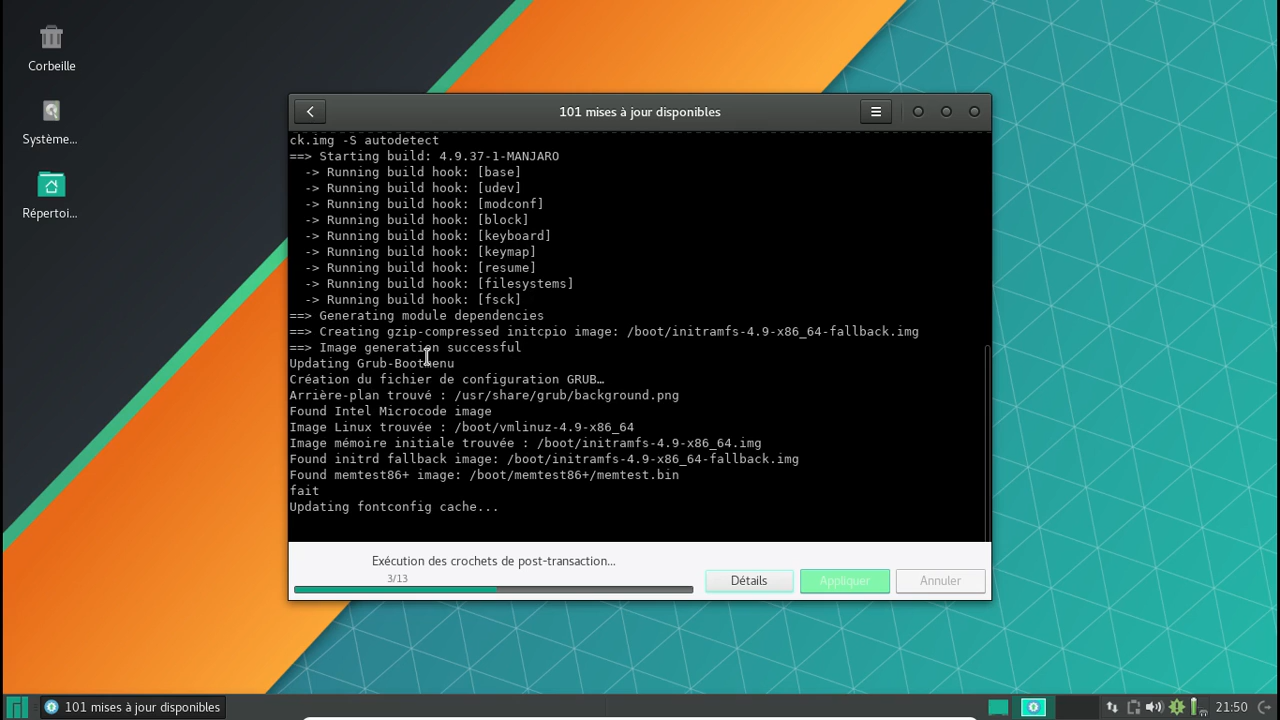 Corbeille
Système...
Répertoi...
101 mises à jour disponibles
ck.img -S autodetect
==> Starting build: 4.9.37-1-MANJARO
-> Running build hook: [base]
-> Running build hook: [udev]
-> Running build hook: [modconf]
-> Running build hook: [block]
-> Running build hook: [keyboard]
-> Running build hook: [keymap]
-> Running build hook: [resume]
-> Running build hook: [filesystems]
-> Running build hook: [fsck]
==> Generating module dependencies
==> Creating gzip-compressed initcpio image: /boot/initramfs-4.9-x86_64-fallback.img
==> Image generation successful
Updating Grub-Bootmenu
Création du fichier de configuration GRUB…
Arrière-plan trouvé : /usr/share/grub/background.png
Found Intel Microcode image
Image Linux trouvée : /boot/vmlinuz-4.9-x86_64
Image mémoire initiale trouvée : /boot/initramfs-4.9-x86_64.img
Found initrd fallback image: /boot/initramfs-4.9-x86_64-fallback.img
Found memtest86+ image: /boot/memtest86+/memtest.bin
fait
Updating fontconfig cache...
Exécution des crochets de post-transaction...
3/13
Détails
Appliquer
Annuler
101 mises à jour disponibles
21:50